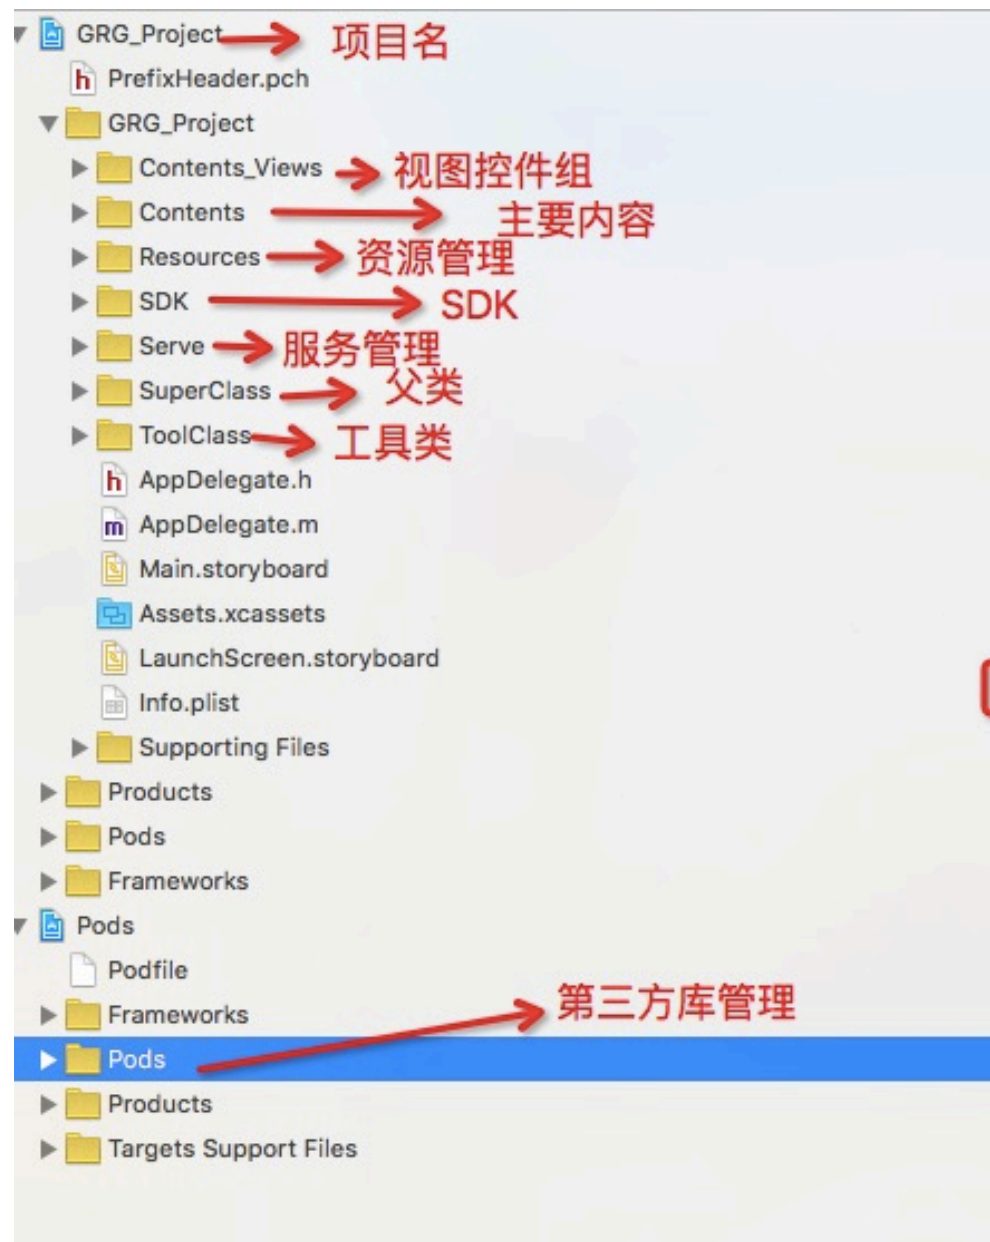 GRG_Project 项目名
PrefixHeader.pch
GRG_Project
Contents_Views 视图控件组
Contents 主要内容
Resources 资源管理
SDK SDK
Serve 服务管理
SuperClass 父类
ToolClass 工具类
AppDelegate.h
AppDelegate.m
Main.storyboard
Assets.xcassets
LaunchScreen.storyboard
Info.plist
Supporting Files
Products
Pods
Frameworks
Pods
Podfile
Frameworks 第三方库管理
Pods
Products
Targets Support Files